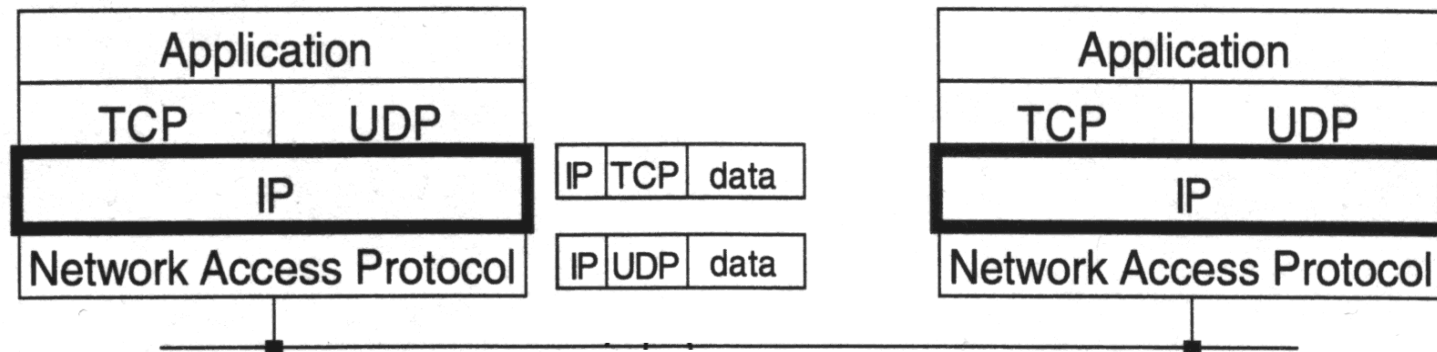 Application Application
TCP UDP TCP UDP
IP IP TCP data IP
Network Access Protocol IP UDP data Network Access Protocol